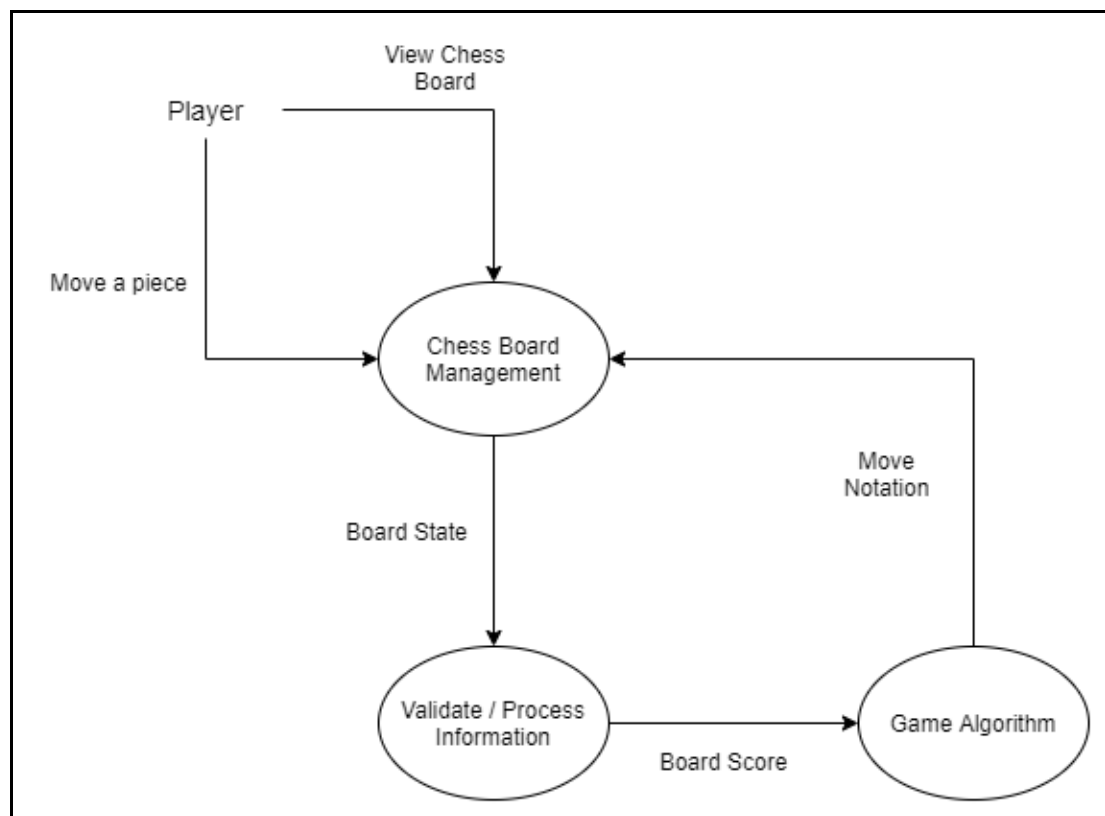 View Chess
Board
Player
Move a piece
Chess Board
Management
Move
Notation
Board State
Validate / Process
Information
Game Algorithm
Board Score